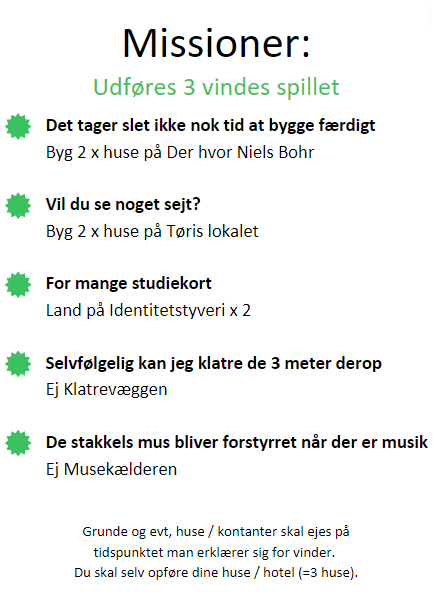 Missioner:
Udføres 3 vindes spillet
Det tager slet ikke nok tid at bygge færdigt
Byg 2 x huse på Der hvor Niels Bohr
Vil du se noget sejt?
Byg 2 x huse på Tøris lokalet
For mange studiekort
Land på Identitetstyveri x 2
Selvfølgelig kan jeg klatre de 3 meter derop
Ej Klatrevæggen
De stakkels mus bliver forstyrret når der er musik
Ej Musekælderen
Grunde og evt, huse / kontanter skal ejes på
tidspunktet man erklærer sig for vinder.
Du skal selv opføre dine huse / hotel (=3 huse).